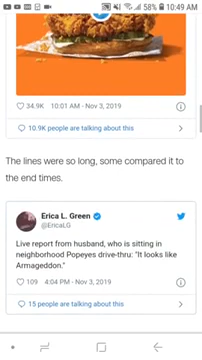 58% 10:49 AM
34.9K 10:01 AM · Nov 3, 2019
10.9K people are talking about this
The lines were so long, some compared it to
the end times.
Erica L. Green
@EricaLG
Live report from husband, who is sitting in
neighborhood Popeyes drive-thru: "It looks like
Armageddon."
109 4:04 PM · Nov 3, 2019
15 people are talking about this